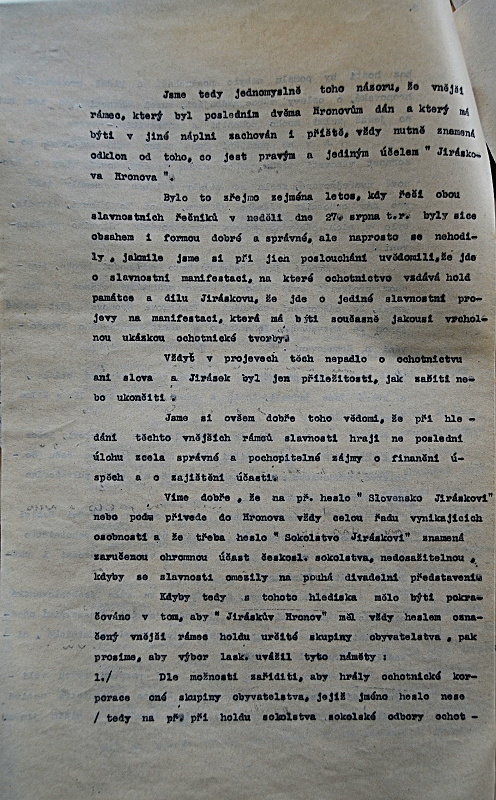 Jsme tedy jednomyslně toho názoru, že vnější
rámec, který byl posledním dvěma Hronovům dán a který má
býti v jiné náplni zachován i příště, vždy nutně znamená
odklon od toho, co jest pravým a jediným účelem " Jirásko-
va Hronova ".
Bylo to zřejmo zejména letos, kdy řeči obou
slavnostních řečníků v neděli dne 27. srpna t.r. byly sice
obsahem i formou dobré a správné, ale naprosto se nehodi-
ly , jakmile jsme si při jich poslouchání uvědomili,že jde
o slavnostní manifestaci, na které ochotnictvo vzdává hold
památce a dílu Jiráskovu, že jde o jediné slavnostní pro-
jevy na manifestaci, která má býti současně jakousi vrchol-
nou ukázkou ochotnické tvorby.
Vždyť v projevech těch nepadlo o ochotnictvu
ani slova a Jirásek byl jen příležitostí, jak začíti ne-
bo ukončiti .
Jsme si ovšem dobře toho vědomi, že při hle -
dání těchto vnějších rámců slavnosti hrají ne poslední
úlohu zcela správné a pochopitelné zájmy o finanční ú-
spěch a o zajištění účasti.
Víme dobře , že na př. heslo " Slovensko Jiráskovi"
nebo pod. přivede do Hronova vždy celou řadu vynikajících
osobností a že třeba heslo " Sokolstvo Jiráskovi" znamená
zaručenou ohromnou účast českosl. sokolstva, nedosažitelnou ,
kdyby se slavnosti omezily na pouhá divadelní představení.
Kdyby tedy s tohoto hlediska mělo býti pokra-
čováno v tom, aby " Jiráskův Hronov" měl vždy heslem ozna-
čený vnější rámec holdu určité skupiny obyvatelstva , pak
prosíme, aby výbor lask. uvážil tyto náměty :
1./ Dle možnosti zaříditi, aby hrály ochotnické kor-
porace oné skupiny obyvatelstva, jejíž jméno heslo nese
/ tedy na př. při holdu sokolstva sokolské odbory ochot -